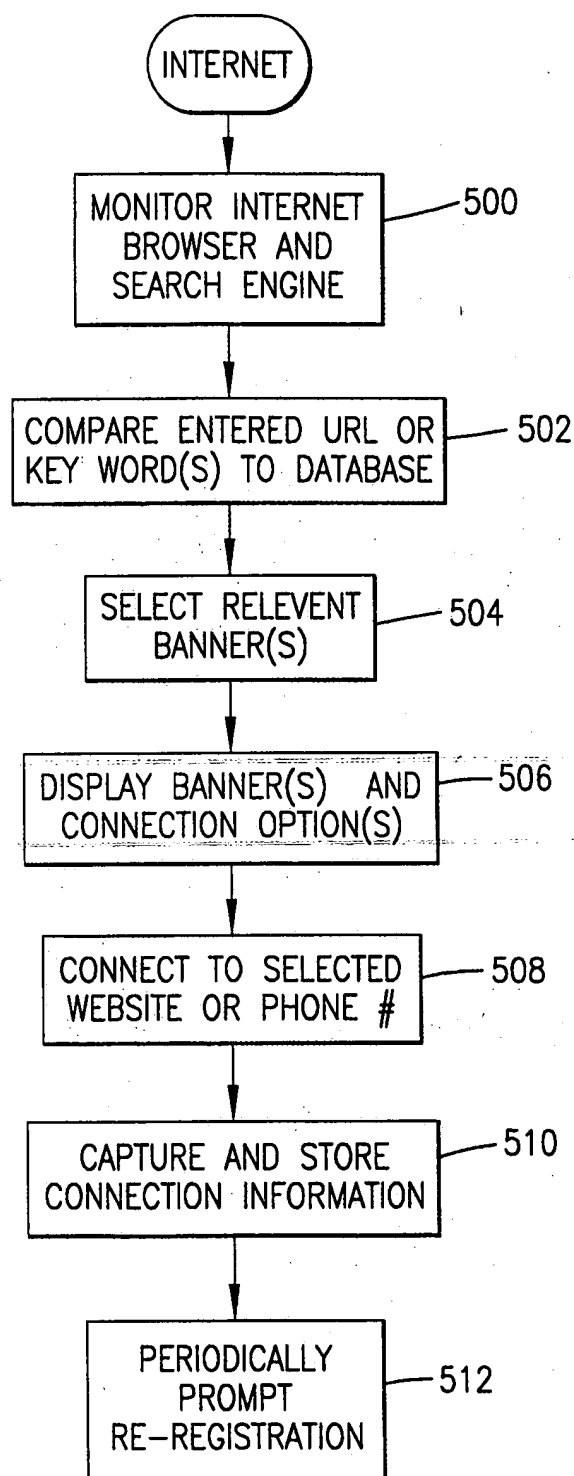 INTERNET
MONITOR INTERNET
BROWSER AND
SEARCH ENGINE
500
COMPARE ENTERED URL OR
KEY WORD(S) TO DATABASE
502
SELECT RELEVENT
BANNER(S)
504
DISPLAY BANNER(S) AND
CONNECTION OPTION(S)
506
CONNECT TO SELECTED
WEBSITE OR PHONE #
508
CAPTURE AND STORE
CONNECTION INFORMATION
510
PERIODICALLY
PROMPT
RE-REGISTRATION
512